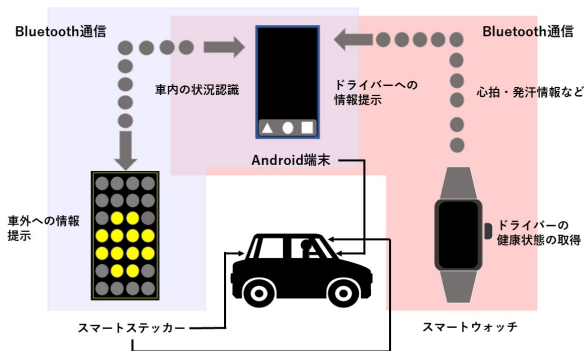 Bluetooth通信
Bluetooth通信
車内の状況認識
ドライバーへの
情報提示
心拍・発汗情報など
Android端末
車外への情報
提示
ドライバーの
健康状態の取得
スマートステッカー
スマートウォッチ